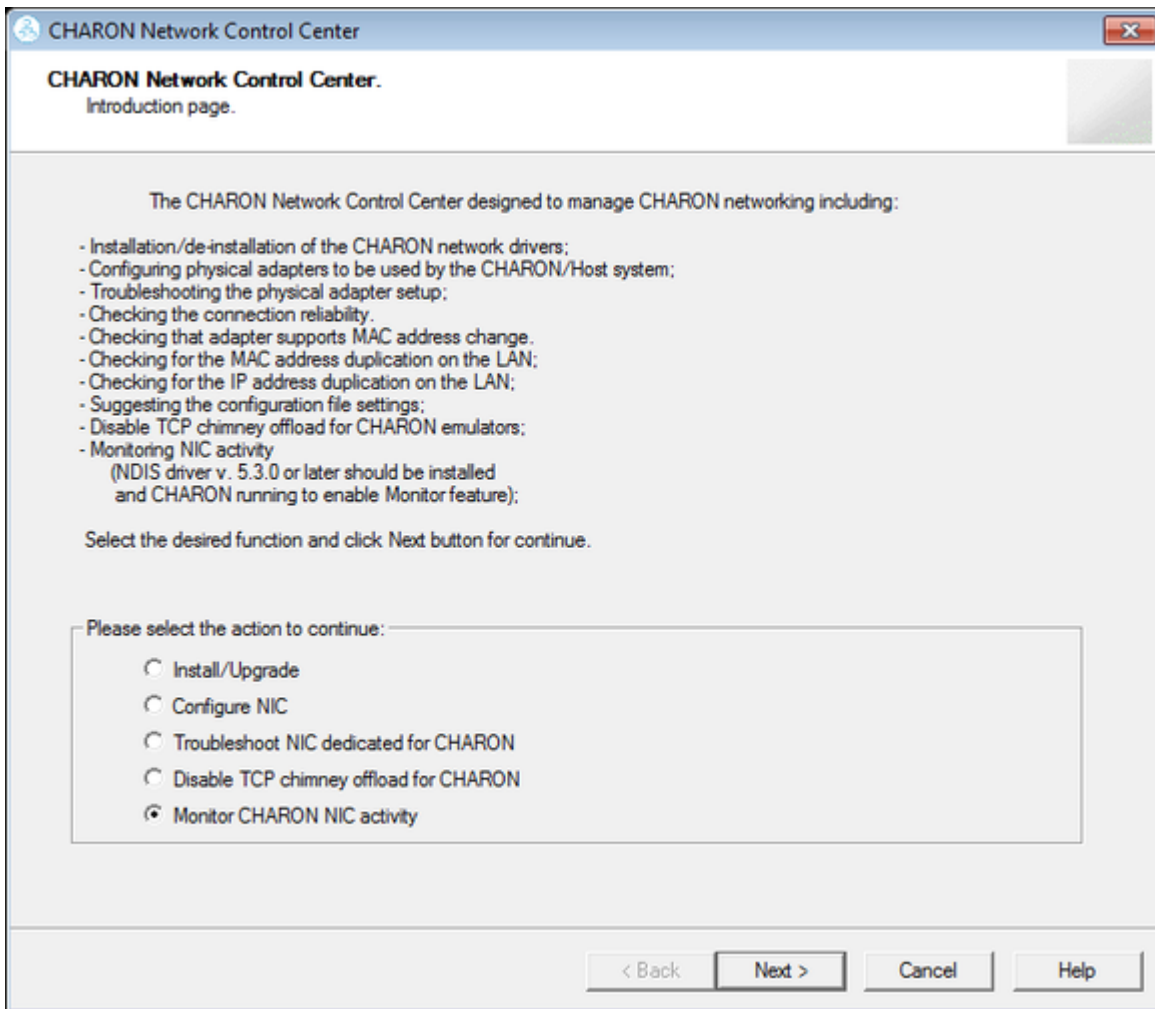 CHARON Network Control Center
CHARON Network Control Center.
Introduction page.
The CHARON Network Control Center designed to manage CHARON networking including:
- Installation/de-installation of the CHARON network drivers;
- Configuring physical adapters to be used by the CHARON/Host system;
- Troubleshooting the physical adapter setup;
- Checking the connection reliability.
- Checking that adapter supports MAC address change.
- Checking for the MAC address duplication on the LAN;
- Checking for the IP address duplication on the LAN;
- Suggesting the configuration file settings;
- Disable TCP chimney offload for CHARON emulators;
- Monitoring NIC activity
(NDIS driver v. 5.3.0 or later should be installed
and CHARON running to enable Monitor feature);
Select the desired function and click Next button for continue.
Please select the action to continue:
Install/Upgrade
Configure NIC
Troubleshoot NIC dedicated for CHARON
Disable TCP chimney offload for CHARON
Monitor CHARON NIC activity
< Back Next > Cancel Help